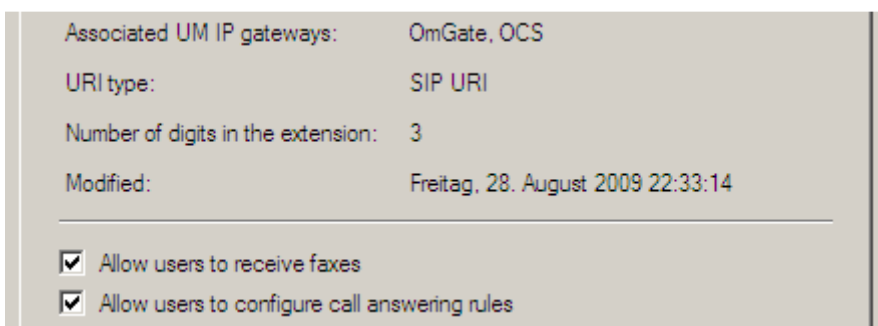 Associated UM IP gateways: OmGate, OCS
URI type: SIP URI
Number of digits in the extension: 3
Modified: Freitag, 28. August 2009 22:33:14
Allow users to receive faxes
Allow users to configure call answering rules